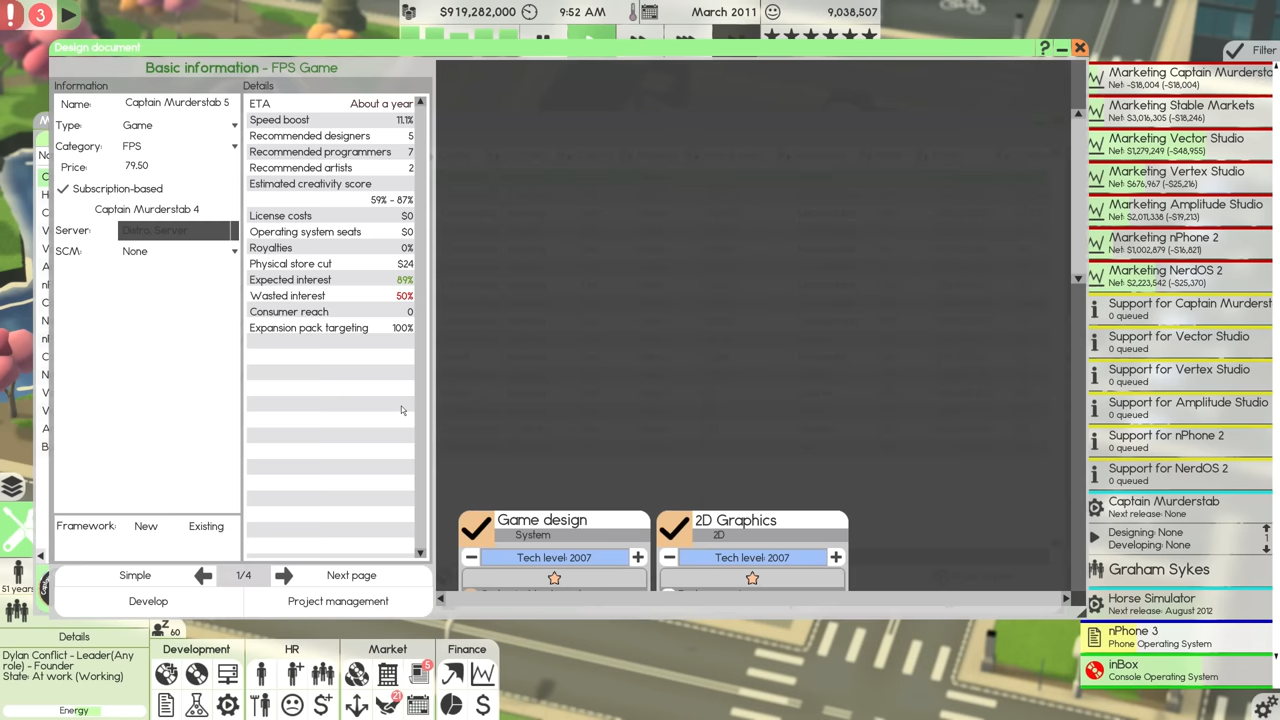 3
$919,282,000
9:52 AM
March 2011
9,038,507
Design document
?
Filter
Basic information - FPS Game
Information
Name: Captain Murderstab 5
Type: Game
Category: FPS
Price: 79.50
Subscription-based
Captain Murderstab 4
Server: Distro. Server
SCM: None
Framework: New Existing
Details
ETA About a year
Speed boost 11.1%
Recommended designers 5
Recommended programmers 7
Recommended artists 2
Estimated creativity score
59% - 87%
License costs $0
Operating system seats $0
Royalties 0%
Physical store cut $24
Expected interest 89%
Wasted interest 50%
Consumer reach 0
Expansion pack targeting 100%
Simple 1/4 Next page
Develop Project management
Game design
System
Tech level: 2007
2D Graphics
2D
Tech level: 2007
Marketing Captain Murdersta
Net: -$18,004 (-$18,004)
Marketing Stable Markets
Net: $3,016,305 (-$18,246)
Marketing Vector Studio
Net: $1,279,249 (-$48,955)
Marketing Vertex Studio
Net: $676,967 (-$25,216)
Marketing Amplitude Studio
Net: $2,011,338 (-$19,213)
Marketing nPhone 2
Net: $1,002,879 (-$16,821)
Marketing NerdOS 2
Net: $2,223,542 (-$25,370)
Support for Captain Murderst
0 queued
Support for Vector Studio
0 queued
Support for Vertex Studio
0 queued
Support for Amplitude Studio
0 queued
Support for nPhone 2
0 queued
Support for NerdOS 2
0 queued
Captain Murderstab
Next release: None
Designing: None
Developing: None
1
Graham Sykes
Horse Simulator
Next release: August 2012
nPhone 3
Phone Operating System
inBox
Console Operating System
51 years
Details
Dylan Conflict - Leader(Any
role) - Founder
State: At work (Working)
Energy
Z
60
Development
HR
Market
5
21
Finance
$